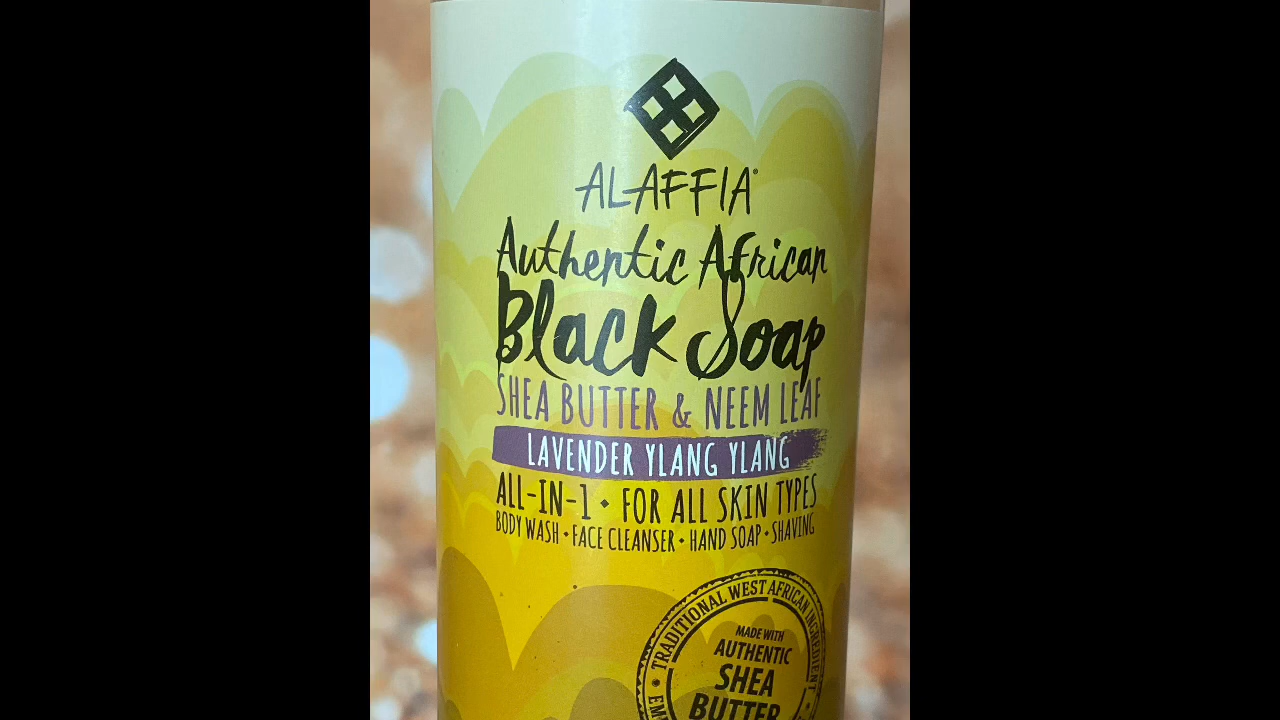 ALAFFIA®
Authentic African
Black Soap
SHEA BUTTER & NEEM LEAF
LAVENDER YLANG YLANG
ALL-IN-1 • FOR ALL SKIN TYPES
BODY WASH • FACE CLEANSER • HAND SOAP • SHAVING
TRADITIONAL WEST AFRICAN INGREDIENT
MADE WITH
AUTHENTIC
SHEA
BUTTER